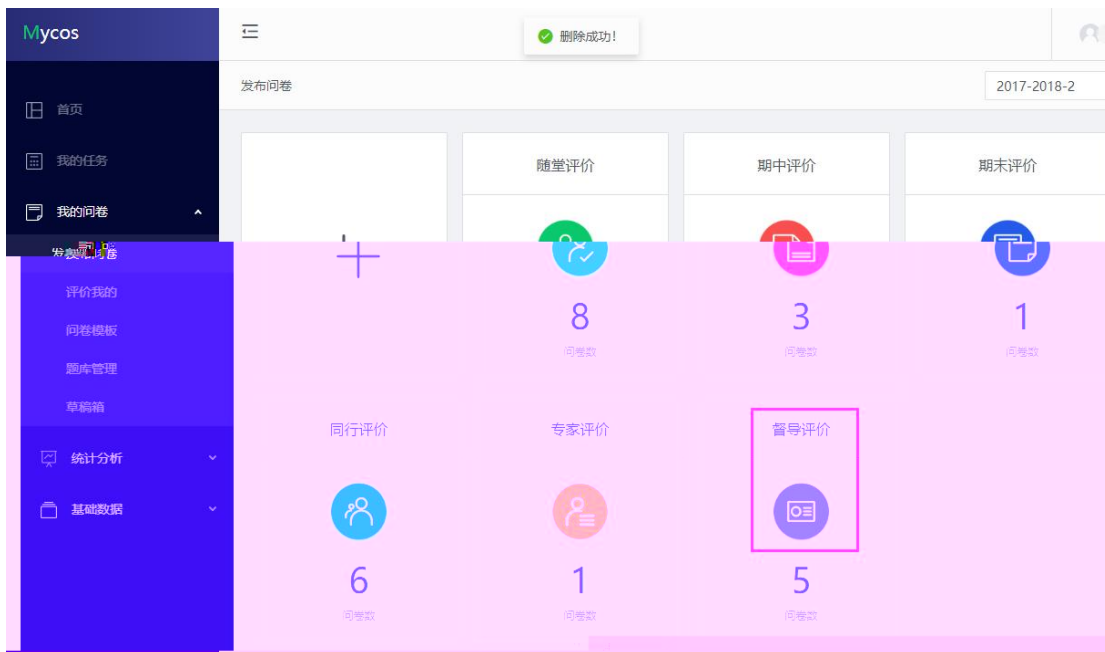 Mycos
删除成功!
发布问卷
2017-2018-2
首页
我的任务
我的问卷
评价我的
问卷模板
题库管理
草稿箱
统计分析
基础数据
随堂评价
期中评价
期末评价
8
3
1
问卷数
问卷数
问卷数
同行评价
专家评价
督导评价
6
1
5
问卷数
问卷数
问卷数